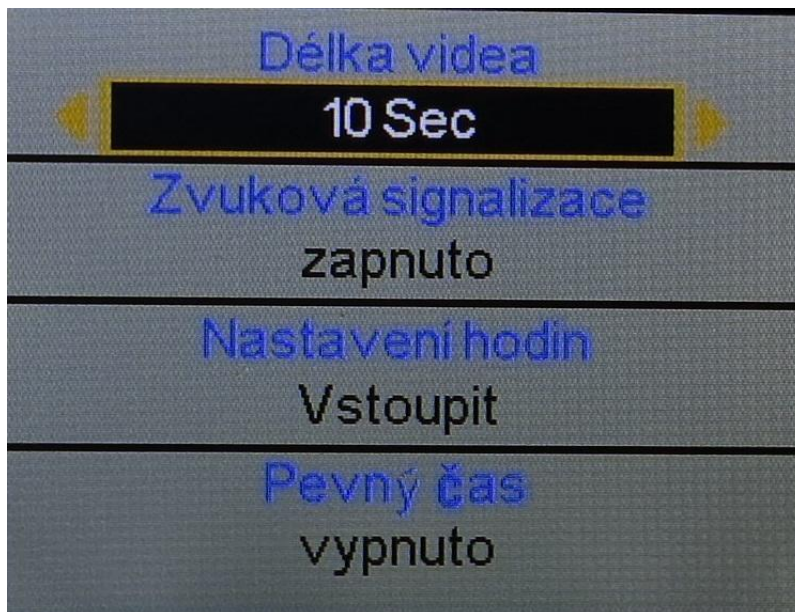 Délka videa
10 Sec
Zvuková signalizace
zapnuto
Nastavení hodin
Vstoupit
Pevný čas
vypnuto